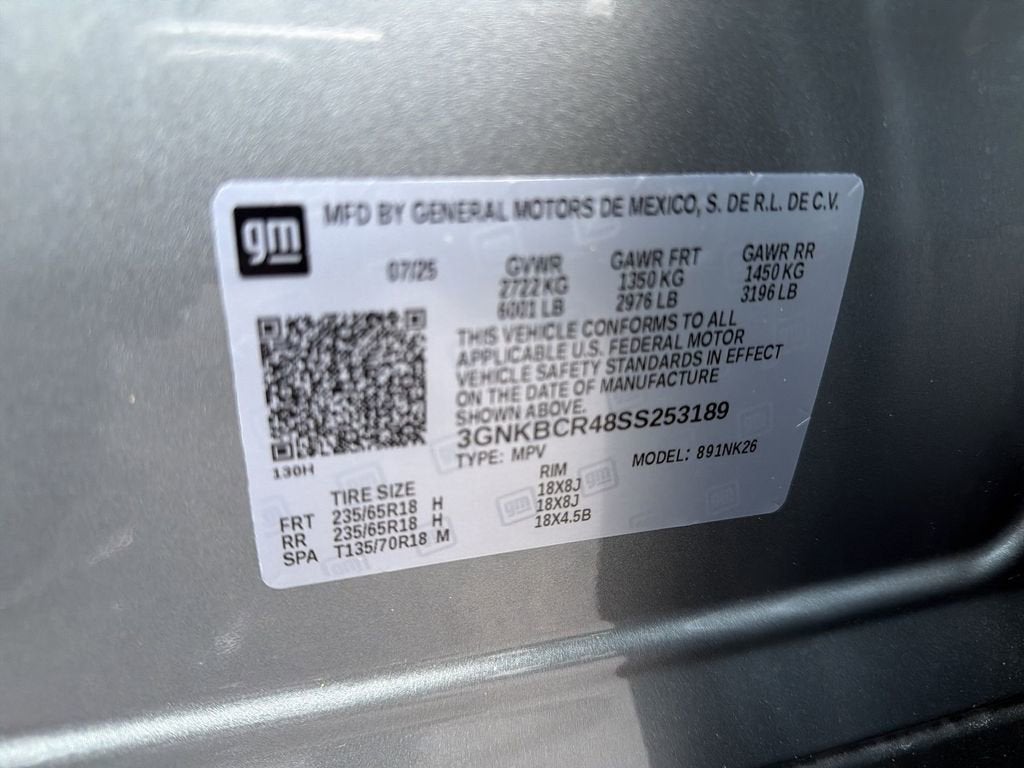 gm
MFD BY GENERAL MOTORS DE MEXICO, S. DE R.L. DE C.V.
07/25 GVWR GAWR FRT GAWR RR
2722 KG 1350 KG 1450 KG
6001 LB 2976 LB 3196 LB
THIS VEHICLE CONFORMS TO ALL
APPLICABLE U.S. FEDERAL MOTOR
VEHICLE SAFETY STANDARDS IN EFFECT
ON THE DATE OF MANUFACTURE
SHOWN ABOVE.
3GNKBCR48SS253189
TYPE: MPV MODEL: 891NK26
130H
TIRE SIZE RIM
FRT 235/65R18 H 18X8J
RR 235/65R18 H 18X8J
SPA T135/70R18 M 18X4.5B